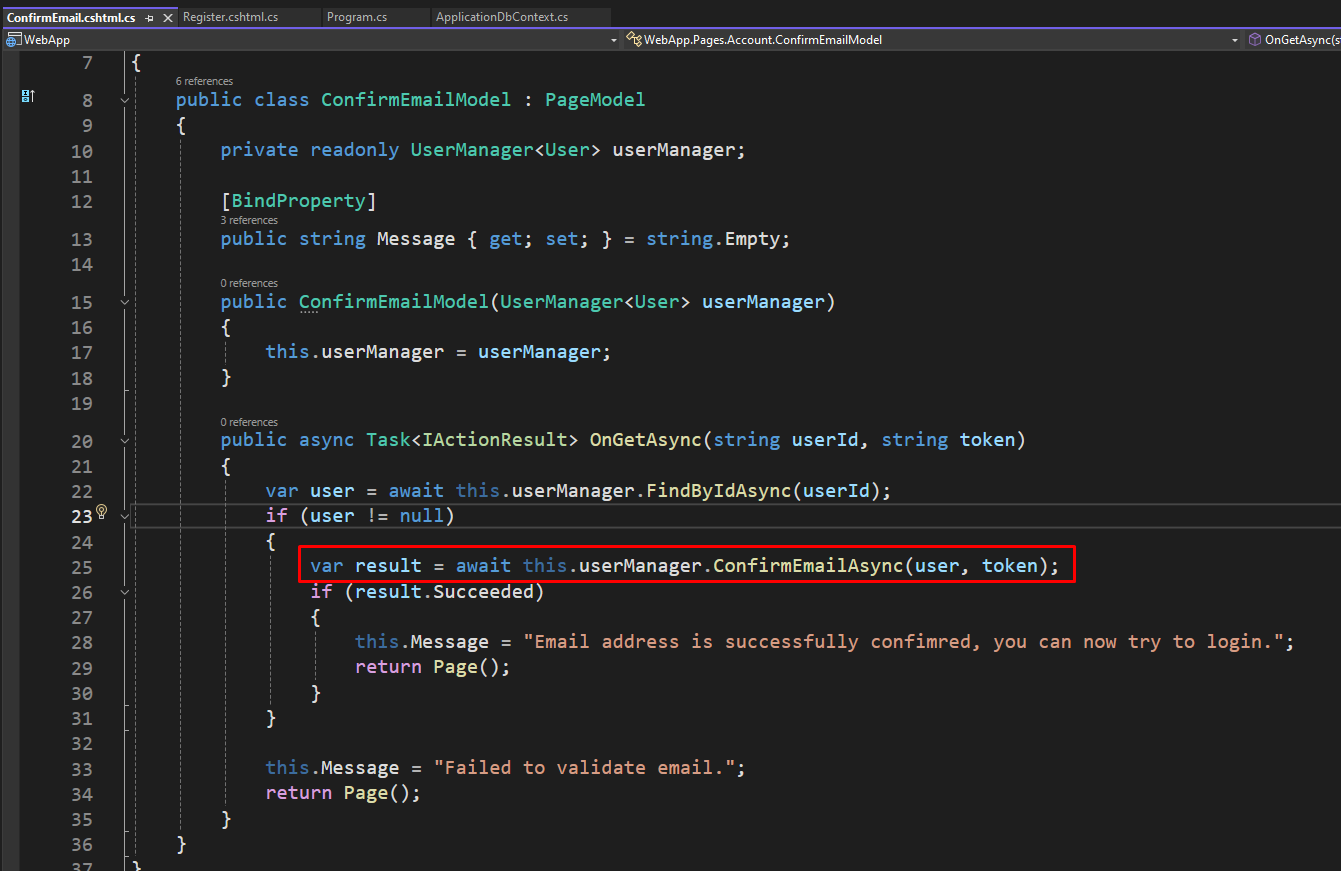 ConfirmEmail.cshtml.cs Register.cshtml.cs Program.cs ApplicationDbContext.cs
WebApp WebApp.Pages.Account.ConfirmEmailModel OnGetAsync(st
7 {
6 references
8 public class ConfirmEmailModel : PageModel
9 {
10 private readonly UserManager<User> userManager;
11
12 [BindProperty]
3 references
13 public string Message { get; set; } = string.Empty;
14
0 references
15 public ConfirmEmailModel(UserManager<User> userManager)
16 {
17 this.userManager = userManager;
18 }
19
0 references
20 public async Task<IActionResult> OnGetAsync(string userId, string token)
21 {
22 var user = await this.userManager.FindByIdAsync(userId);
23 if (user != null)
24 {
25 var result = await this.userManager.ConfirmEmailAsync(user, token);
26 if (result.Succeeded)
27 {
28 this.Message = "Email address is successfully confimred, you can now try to login.";
29 return Page();
30 }
31 }
32
33 this.Message = "Failed to validate email.";
34 return Page();
35 }
36 }
37 }